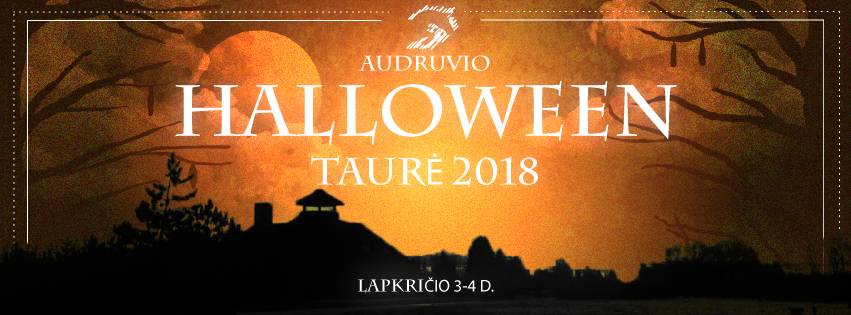 AUDRUVIO
HALLOWEEN
TAURĖ 2018
LAPKRIČIO 3-4 D.